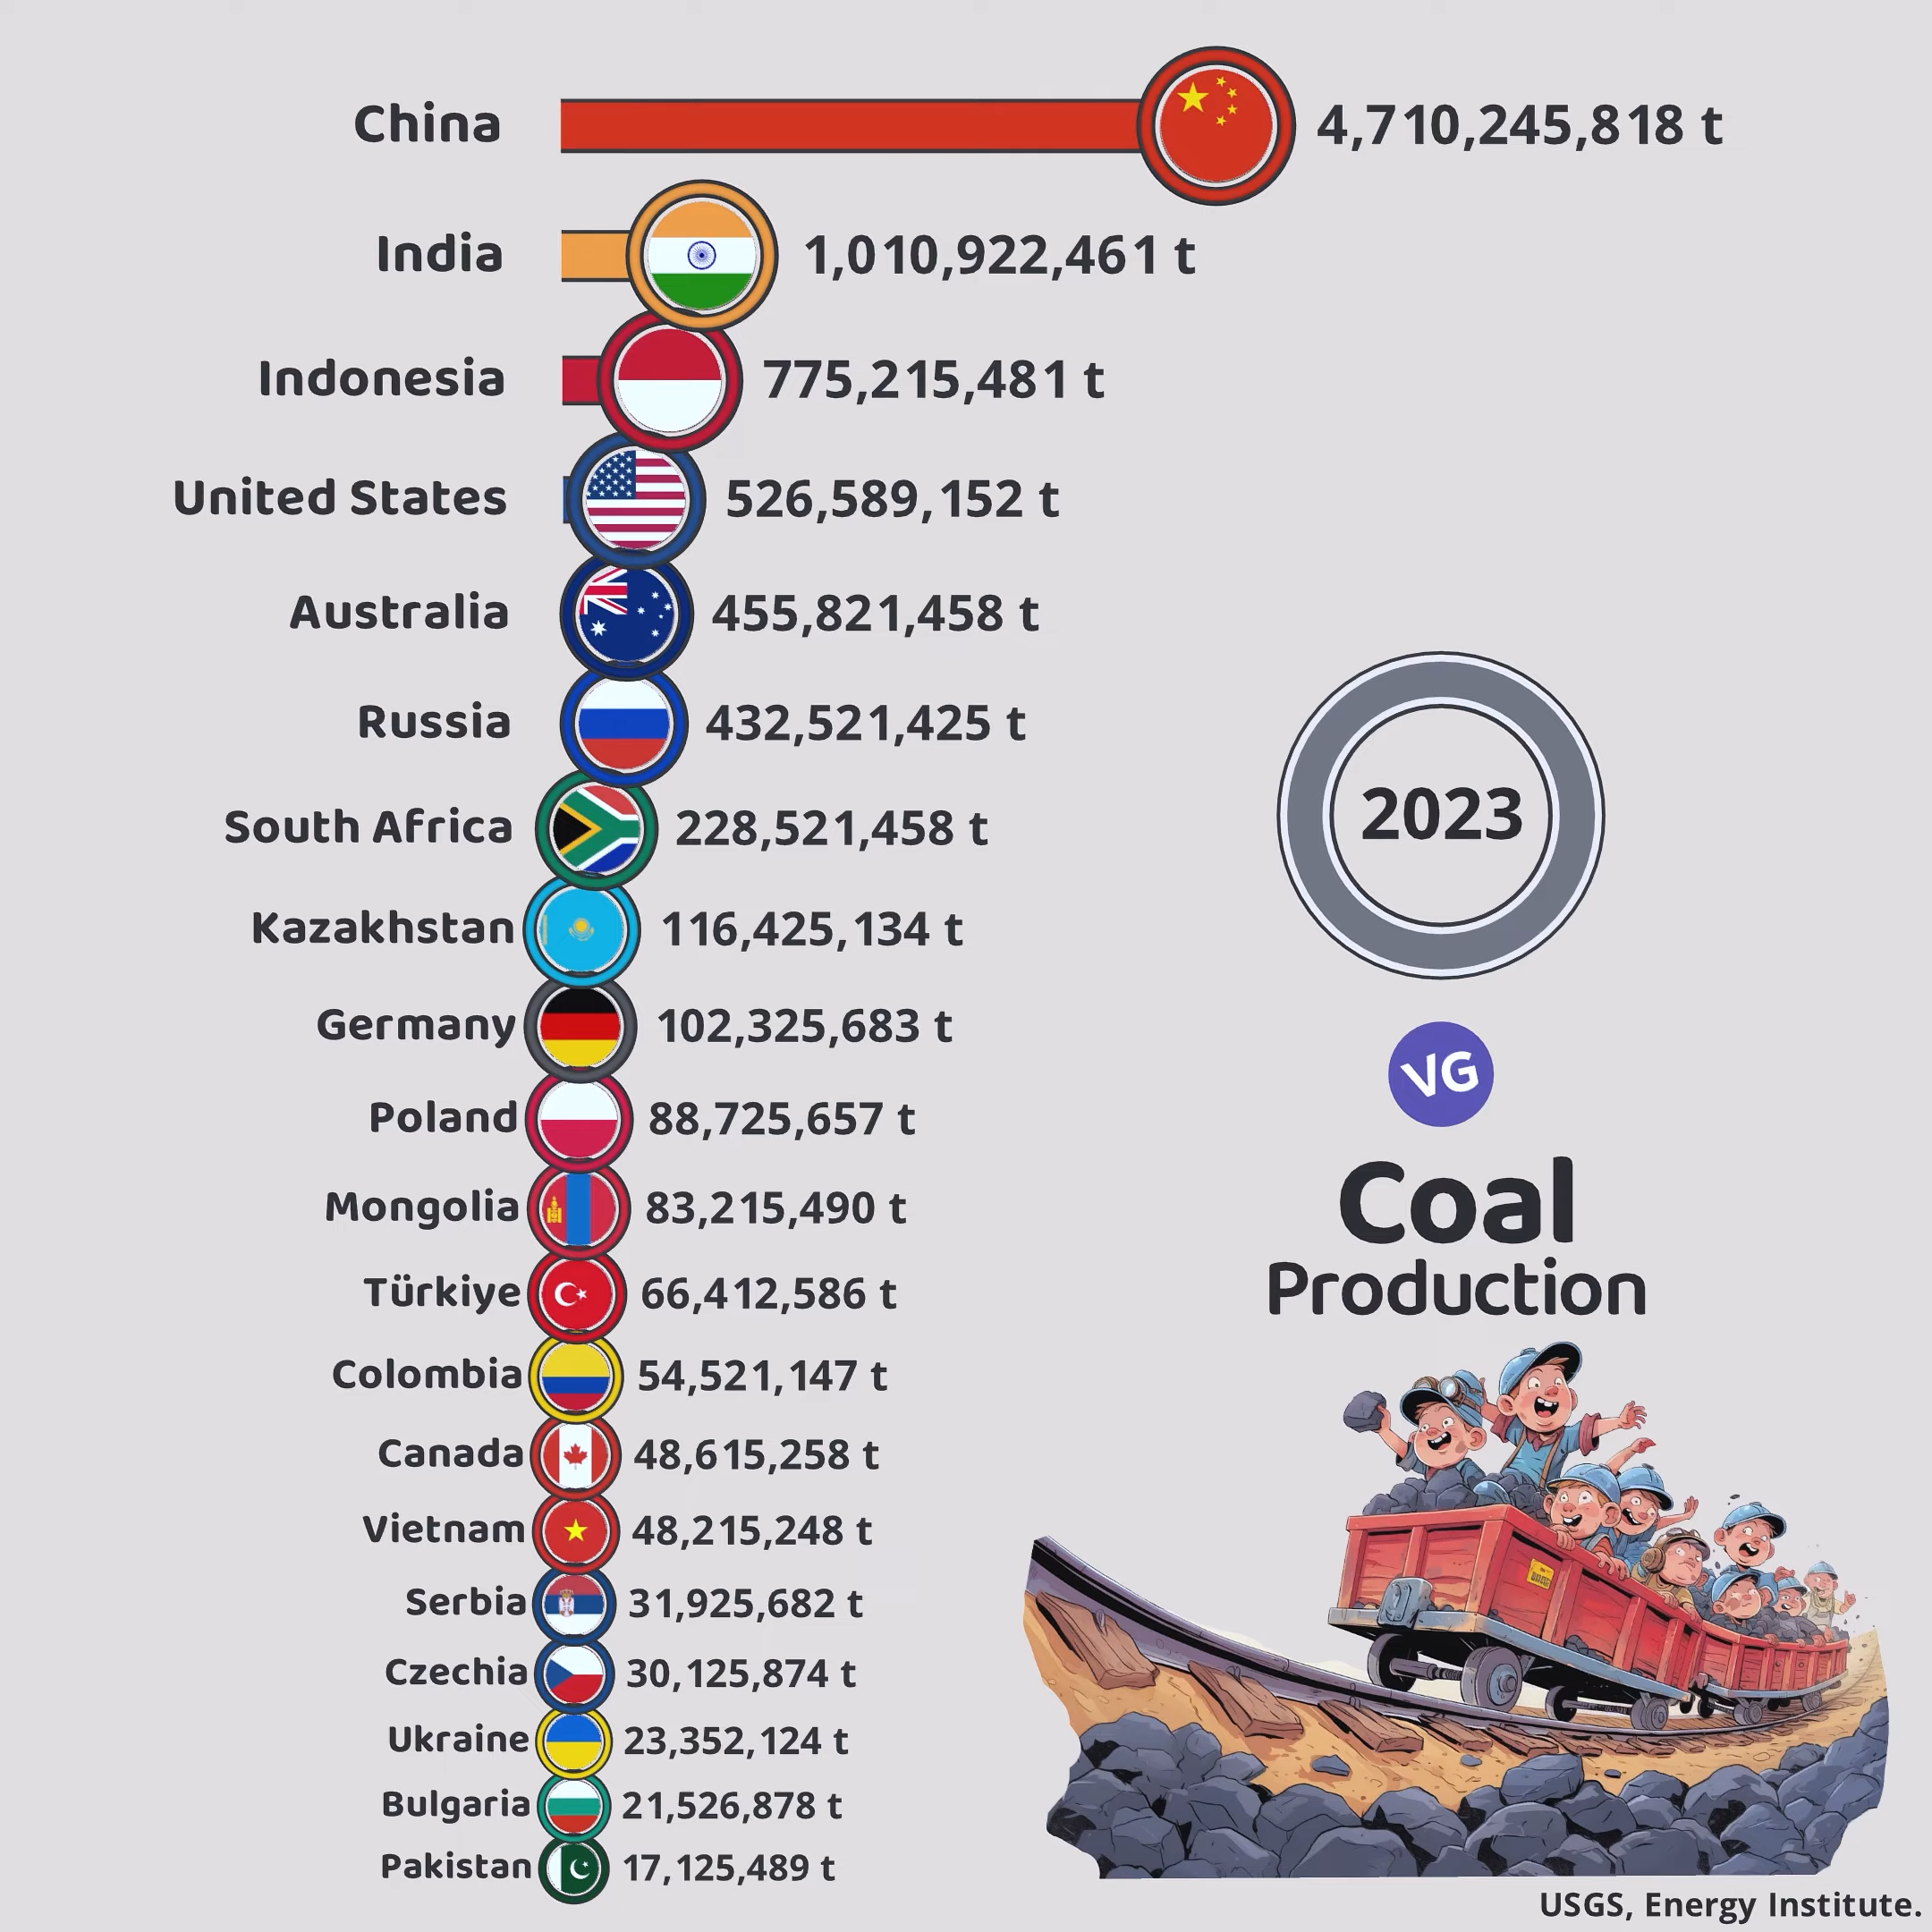 China 4,710,245,818 t
India 1,010,922,461 t
Indonesia 775,215,481 t
United States 526,589,152 t
Australia 455,821,458 t
Russia 432,521,425 t
South Africa 228,521,458 t
Kazakhstan 116,425,134 t
Germany 102,325,683 t
Poland 88,725,657 t
Mongolia 83,215,490 t
Türkiye 66,412,586 t
Colombia 54,521,147 t
Canada 48,615,258 t
Vietnam 48,215,248 t
Serbia 31,925,682 t
Czechia 30,125,874 t
Ukraine 23,352,124 t
Bulgaria 21,526,878 t
Pakistan 17,125,489 t
2023
VG
Coal
Production
USGS, Energy Institute.